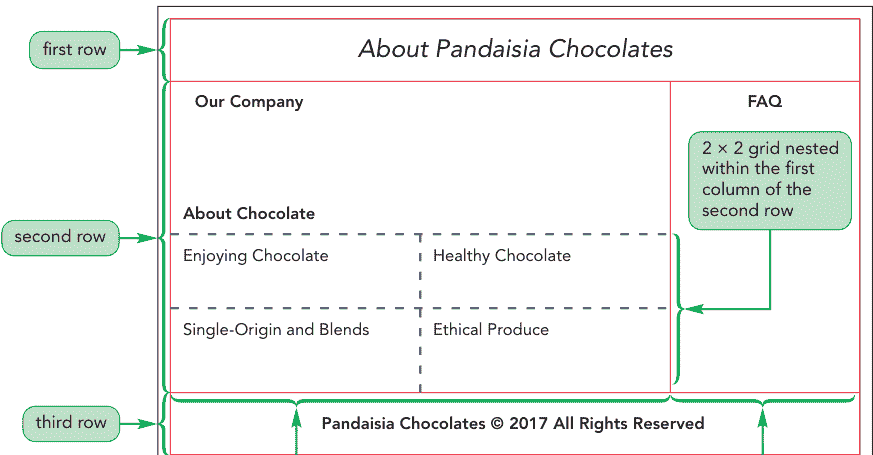 first row
About Pandaisia Chocolates
Our Company
FAQ
2 × 2 grid nested
within the first
column of the
second row
About Chocolate
second row
Enjoying Chocolate
Healthy Chocolate
Single-Origin and Blends
Ethical Produce
third row
Pandaisia Chocolates © 2017 All Rights Reserved